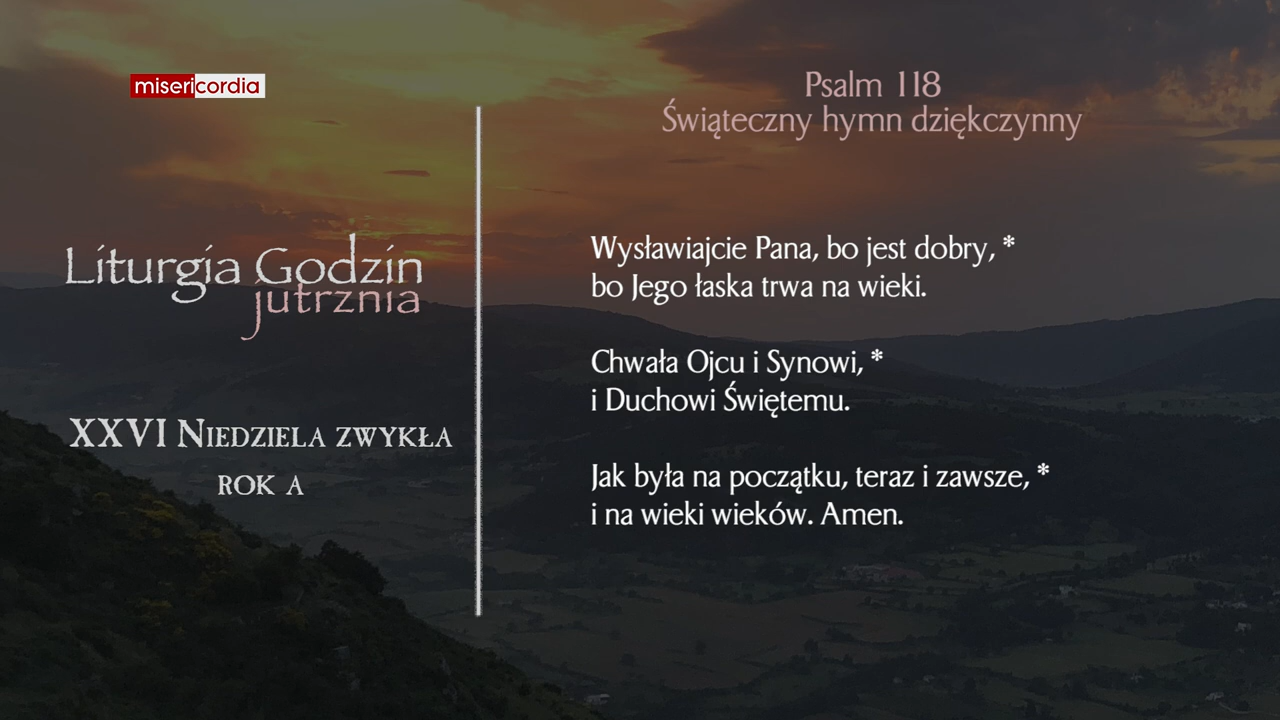 misericordia
Liturgia Godzin
jutrznia
XXVI Niedziela zwykła
rok A
Psalm 118
Świąteczny hymn dziękczynny
Wysławiajcie Pana, bo jest dobry, *
bo Jego łaska trwa na wieki.
Chwała Ojcu i Synowi, *
i Duchowi Świętemu.
Jak była na początku, teraz i zawsze, *
i na wieki wieków. Amen.